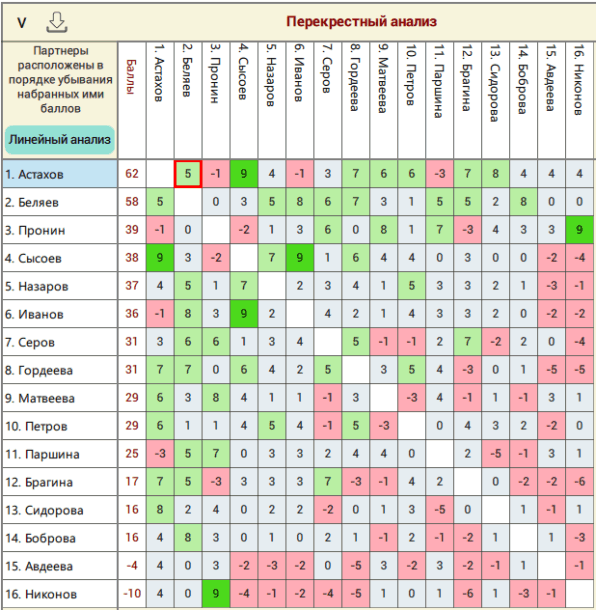 V Перекрестный анализ
Партнеры
расположены в
порядке убывания
набранных ими
баллов
Линейный анализ
Баллы 1. Астахов 2. Беляев 3. Пронин 4. Сысоев 5. Назаров 6. Иванов 7. Серов 8. Гордеева 9. Матвеева 10. Петров 11. Паршина 12. Брагина 13. Сидорова 14. Боброва 15. Авдеева 16. Никонов
1. Астахов 62 5 -1 9 4 -1 3 7 6 6 -3 7 8 4 4 4
2. Беляев 58 5 0 3 5 8 6 7 3 1 5 5 2 8 0 0
3. Пронин 39 -1 0 -2 1 3 6 0 8 1 7 -3 4 3 3 9
4. Сысоев 38 9 3 -2 7 9 1 6 4 4 0 3 0 0 -2 -4
5. Назаров 37 4 5 1 7 2 3 4 1 5 3 3 2 1 -3 -1
6. Иванов 36 -1 8 3 9 2 4 2 1 4 3 3 2 0 -2 -2
7. Серов 31 3 6 6 1 3 4 5 -1 -1 2 7 -2 2 0 -4
8. Гордеева 31 7 7 0 6 4 2 5 3 5 4 -3 0 1 -5 -5
9. Матвеева 29 6 3 8 4 1 1 -1 3 -3 4 -1 1 -1 3 1
10. Петров 29 6 1 1 4 5 4 -1 5 -3 0 4 3 2 -2 0
11. Паршина 25 -3 5 7 0 3 3 2 4 4 0 2 -5 -1 3 1
12. Брагина 17 7 5 -3 3 3 3 7 -3 -1 4 2 0 -2 -2 -6
13. Сидорова 16 8 2 4 0 2 2 -2 0 1 3 -5 0 1 -1 1
14. Боброва 16 4 8 3 0 1 0 2 1 -1 2 -1 -2 1 1 -3
15. Авдеева -4 4 0 3 -2 -3 -2 0 -5 3 -2 3 -2 -1 1 -1
16. Никонов -10 4 0 9 -4 -1 -2 -4 -5 1 0 1 -6 1 -3 -1